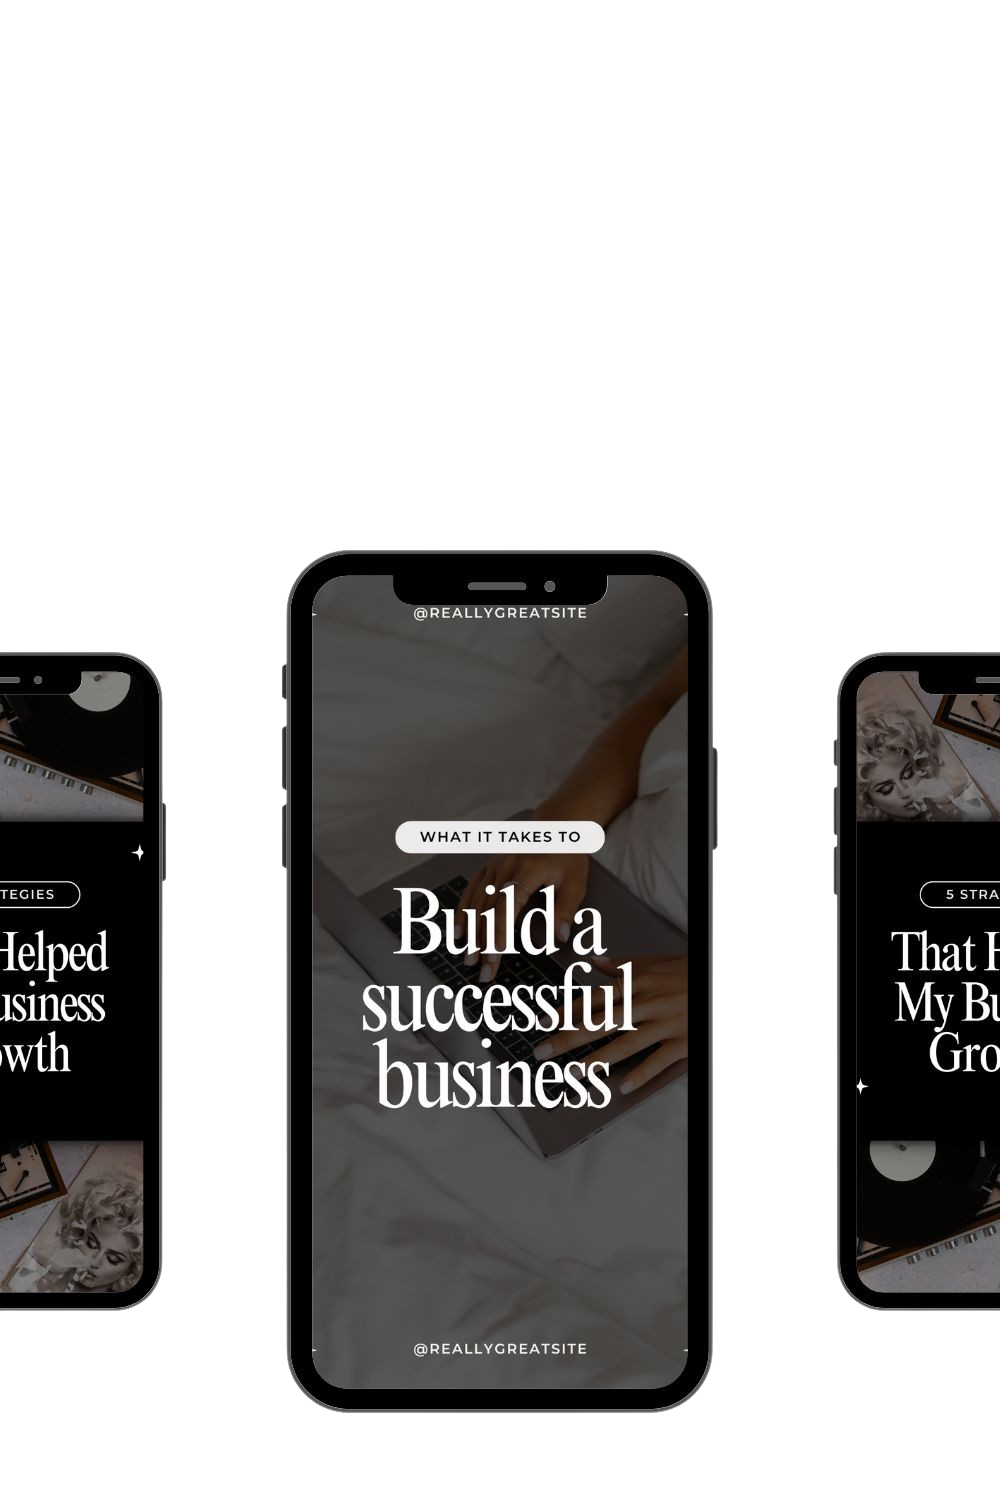 @REALLYGREATSITE
WHAT IT TAKES TO
Build a
successful
business
@REALLYGREATSITE
TEGIES
Helped
usiness
owth
5 STRA
That H
My Bu
Gro